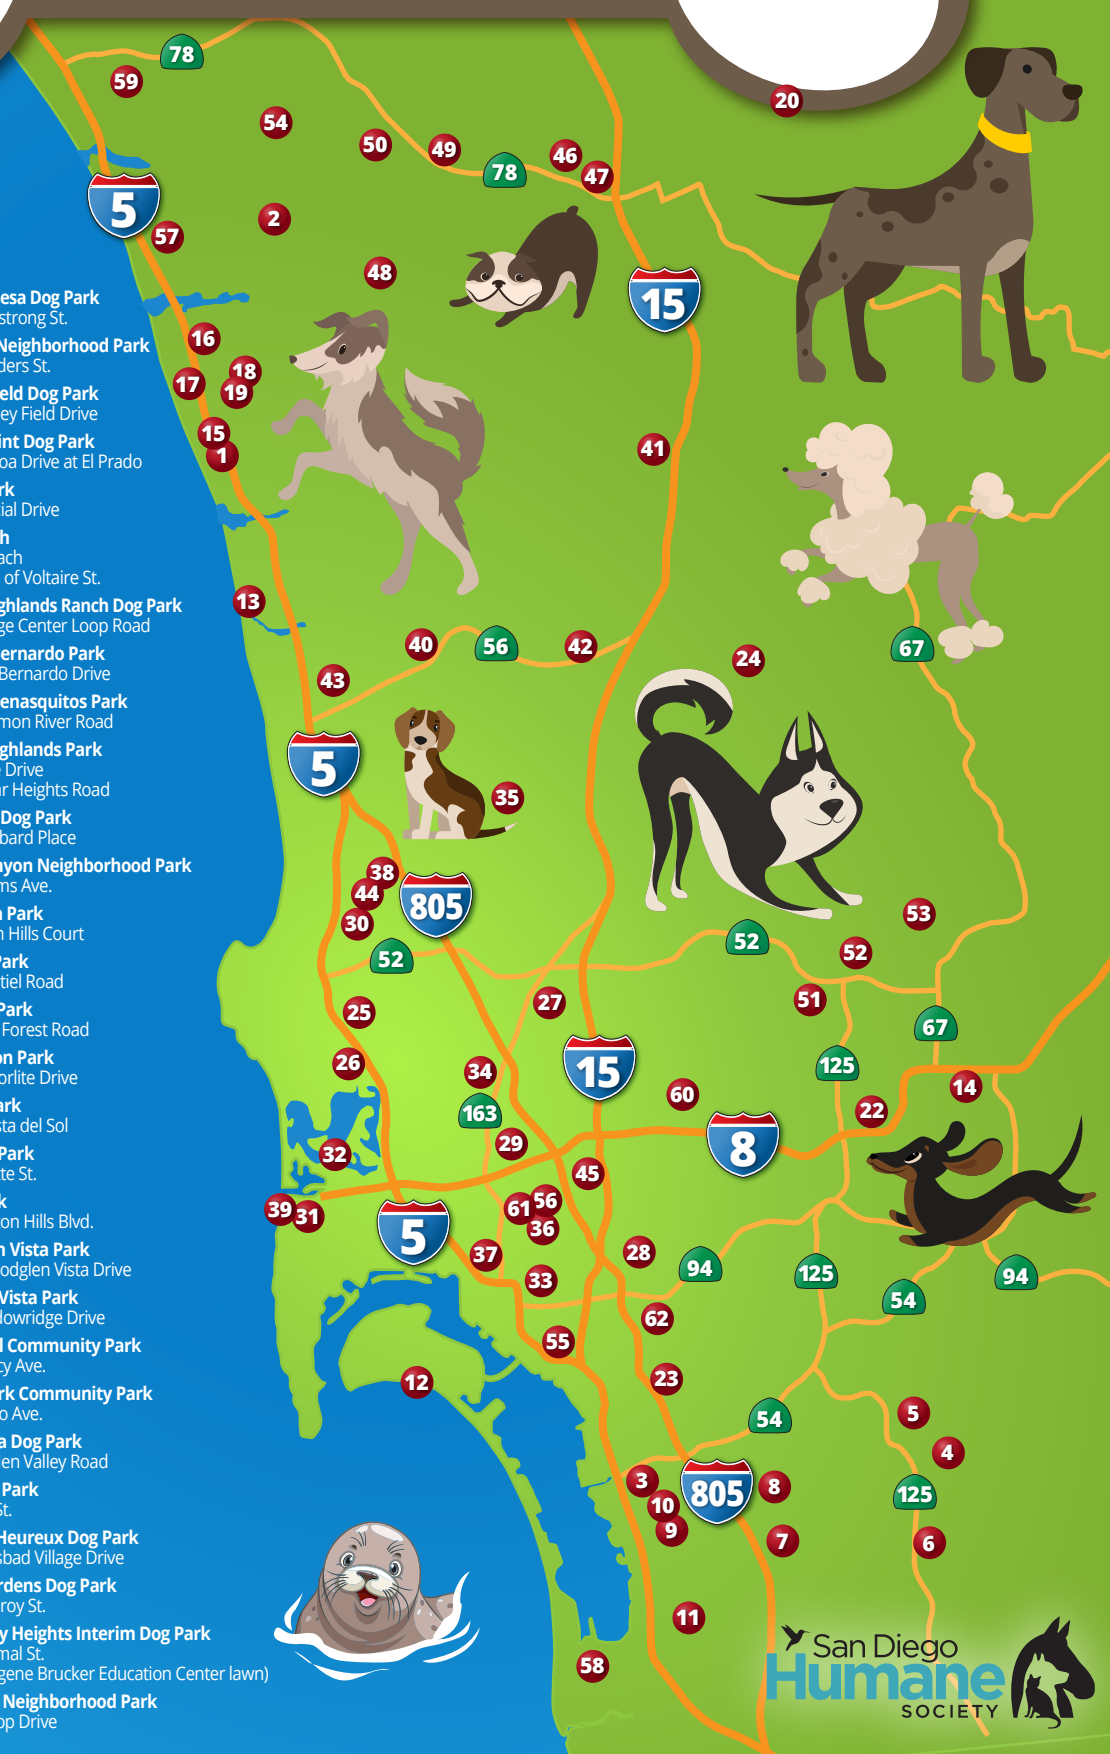 78
59
20
54
50
49
46
47
78
5
2
57
48
15
esa Dog Park
strong St.
16
Neighborhood Park
ders St.
18
17
19
eld Dog Park
ey Field Drive
15
int Dog Park
1
41
oa Drive at El Prado
rk
ial Drive
h
ach
of Voltaire St.
13
ghlands Ranch Dog Park
ge Center Loop Road
40
56
42
67
24
ernardo Park
Bernardo Drive
43
enasquitos Park
mon River Road
ghlands Park
e Drive
ar Heights Road
5
35
Dog Park
bard Place
nyon Neighborhood Park
ms Ave.
38
44
805
30
53
n Park
n Hills Court
52
52
52
Park
tiel Road
51
27
25
Park
Forest Road
67
on Park
orlite Drive
26
34
15
125
14
60
ark
sta del Sol
163
22
29
8
Park
tte St.
32
45
k
on Hills Blvd.
39
31
61
56
36
5
n Vista Park
odglen Vista Drive
37
28
94
33
125
54
94
Vista Park
dowridge Drive
62
l Community Park
cy Ave.
55
12
23
rk Community Park
o Ave.
54
5
a Dog Park
en Valley Road
4
3
10
9
805
8
125
Park
St.
Heureux Dog Park
sbad Village Drive
7
6
rdens Dog Park
roy St.
11
y Heights Interim Dog Park
mal St.
gene Brucker Education Center lawn)
58
Neighborhood Park
op Drive
San Diego
Humane
SOCIETY